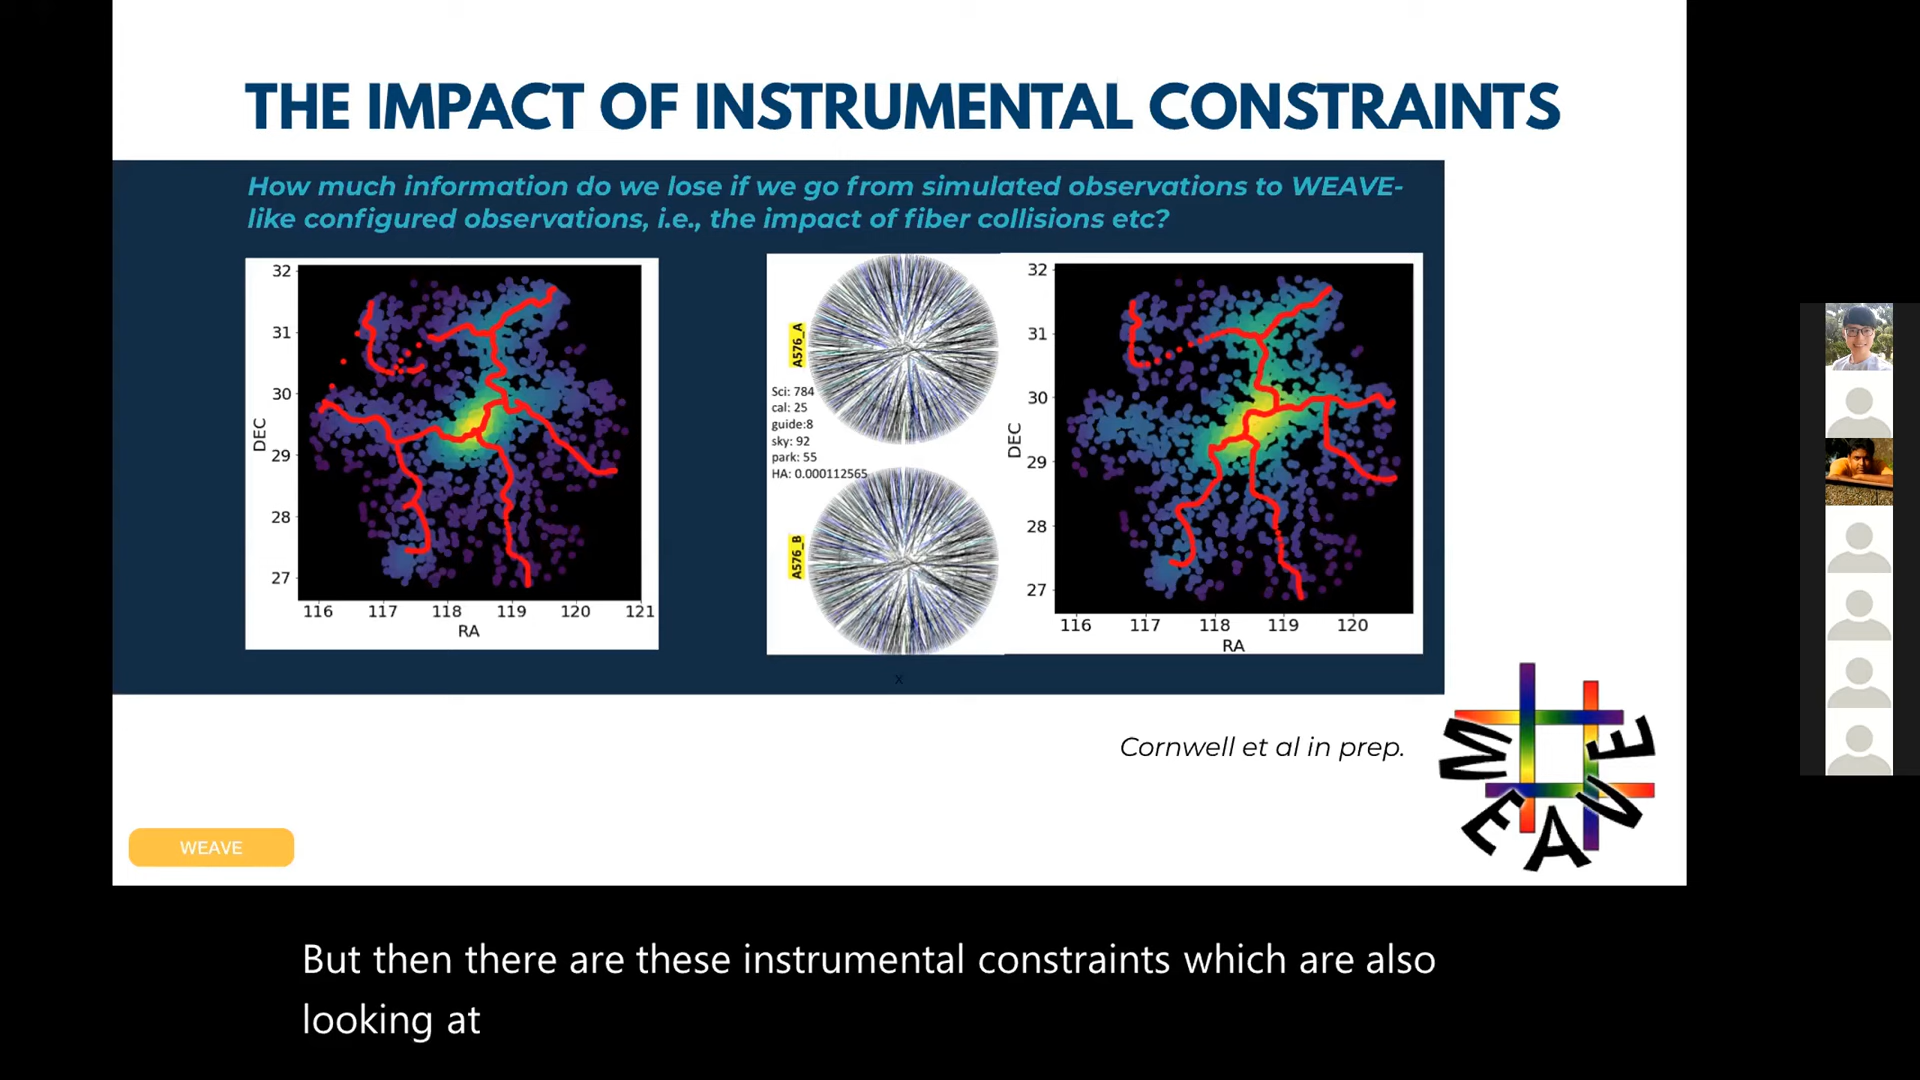 THE IMPACT OF INSTRUMENTAL CONSTRAINTS
How much information do we lose if we go from simulated observations to WEAVE-
like configured observations, i.e., the impact of fiber collisions etc?
32
31
30
29
28
27
DEC
116 117 118 119 120 121
RA
A576_A
Sci: 784
cal: 25
guide:8
sky: 92
park: 55
HA: 0.000112565
A576_B
x
32
31
30
29
28
27
DEC
116 117 118 119 120
RA
Cornwell et al in prep.
WEAVE
WEAVE
But then there are these instrumental constraints which are also
looking at